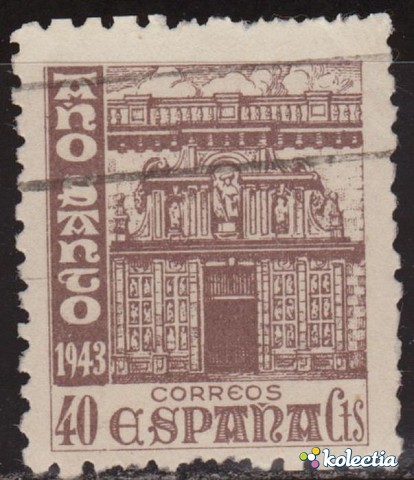 AÑO SANTO
1943
CORREOS
40 ESPAÑA Cts
kolectia